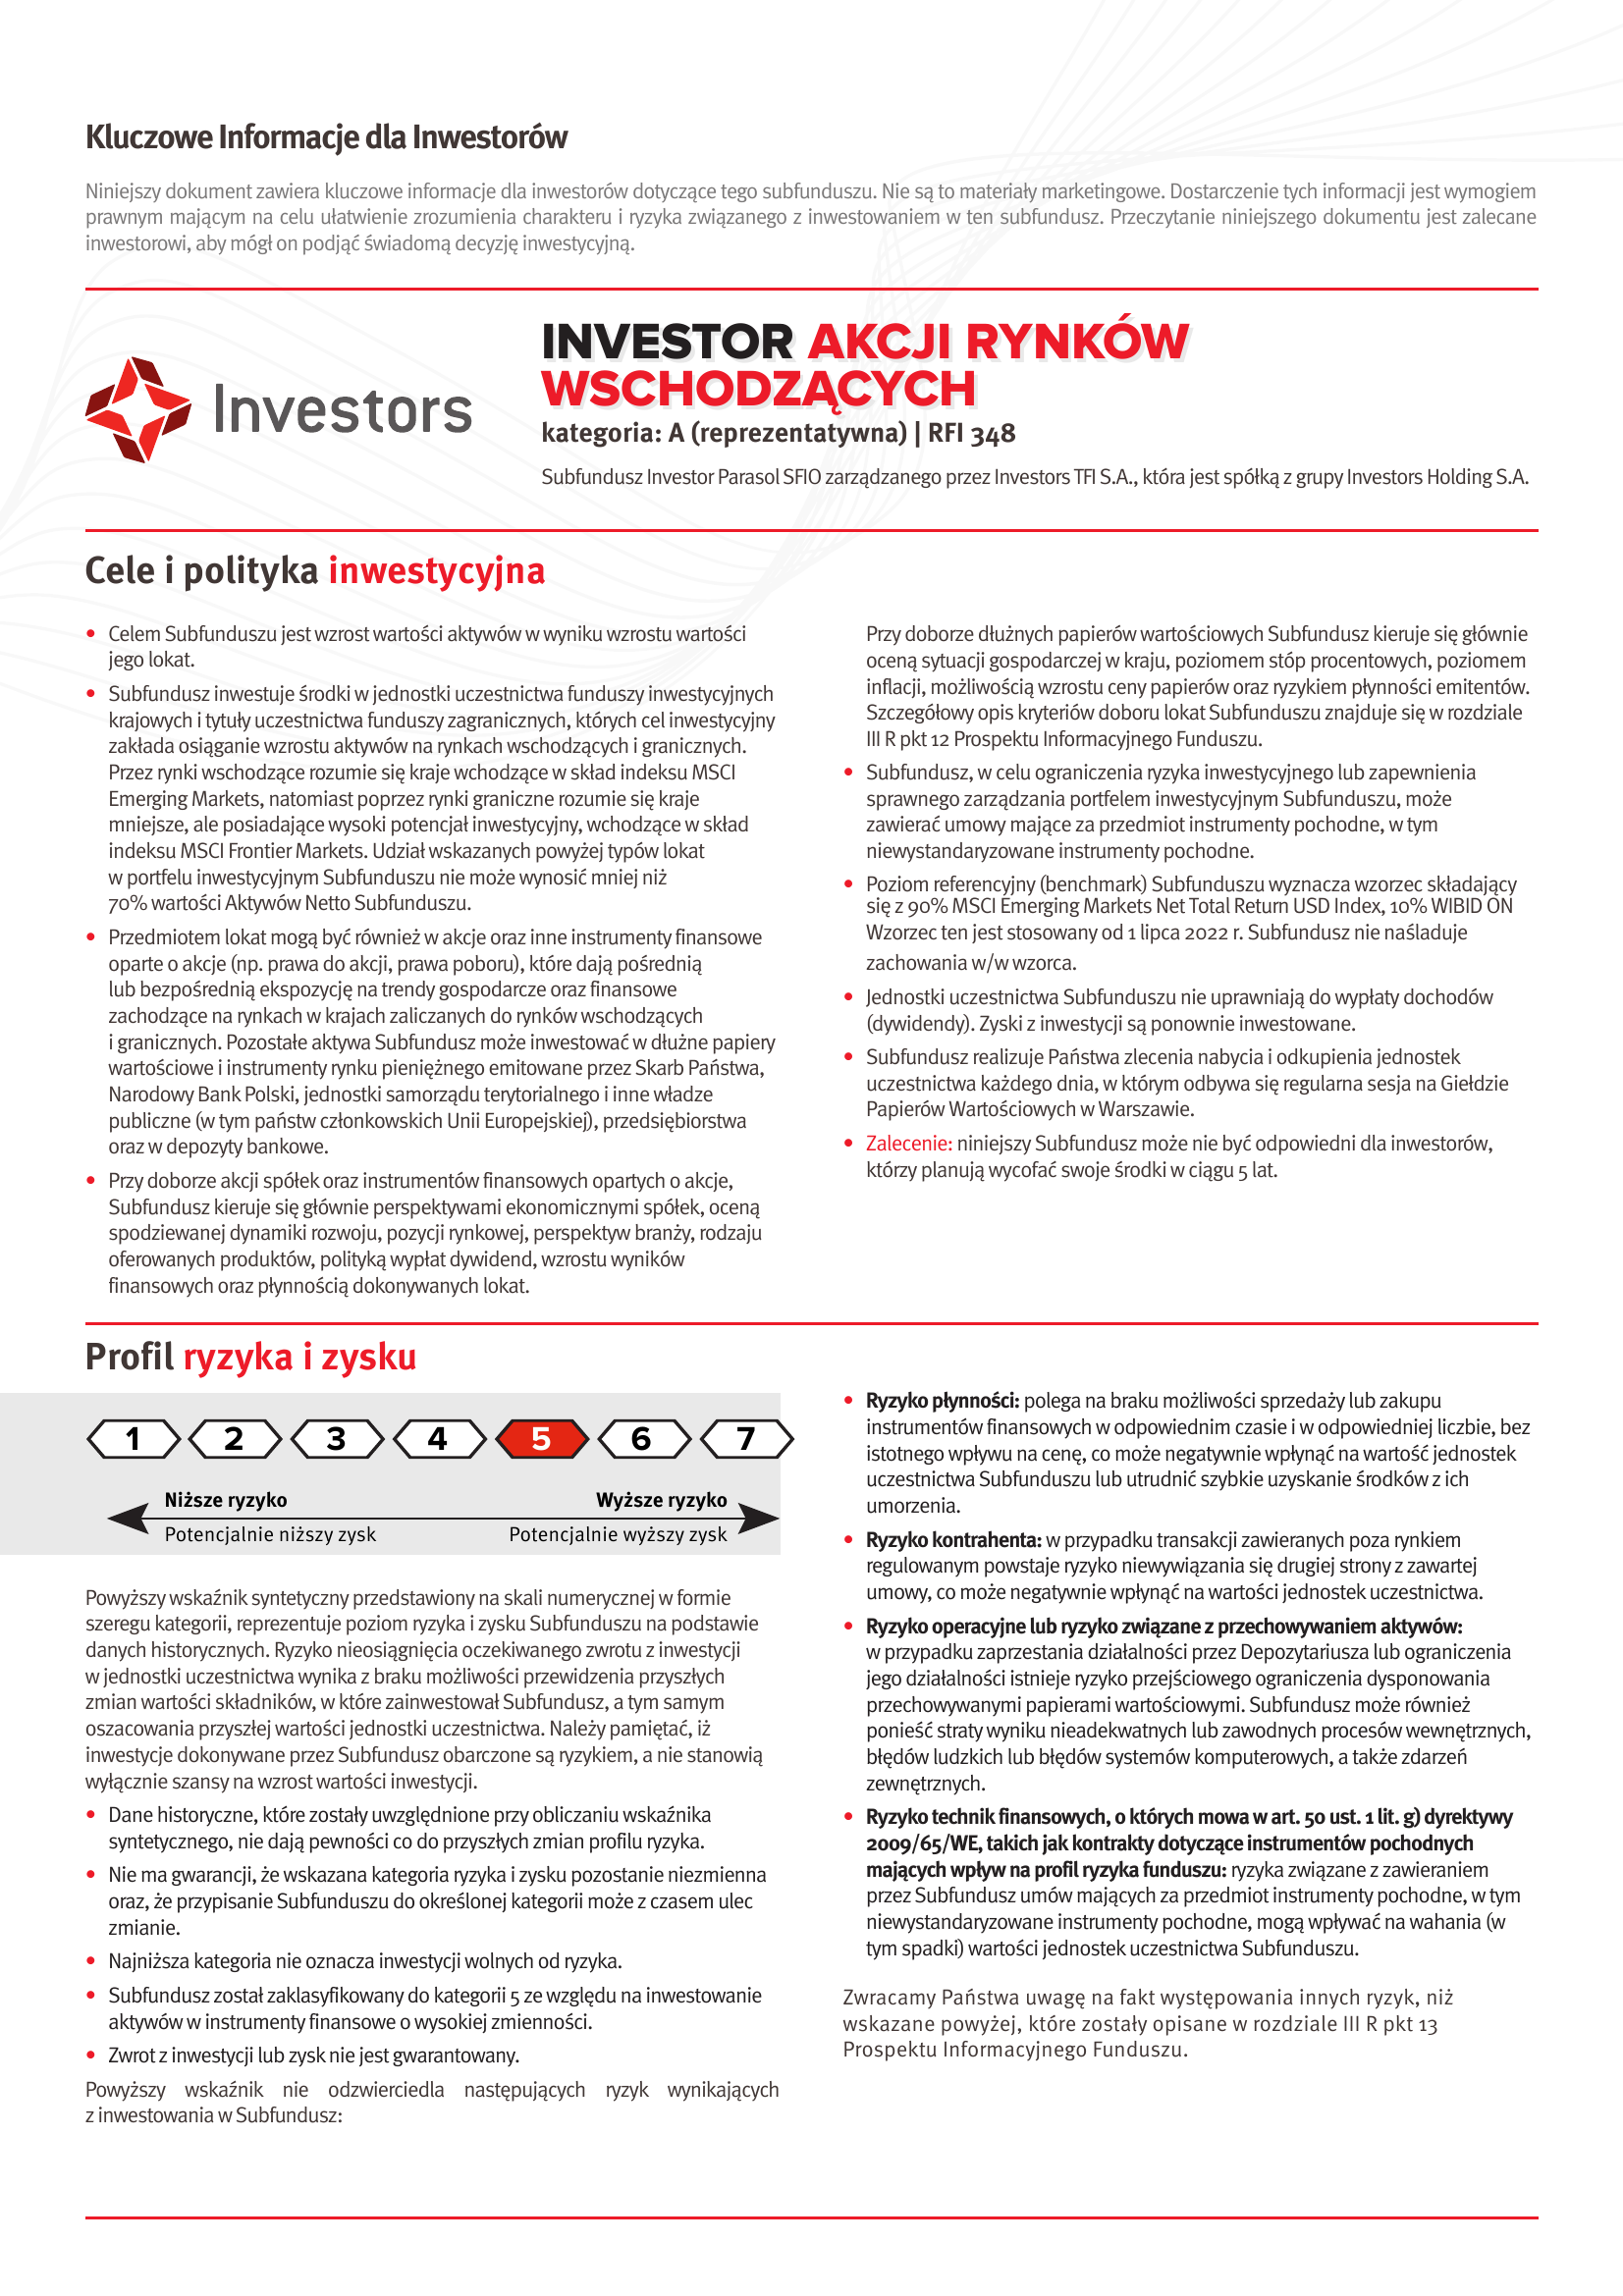 Kluczowe Informacje dla Inwestorów
Niniejszy dokument zawiera kluczowe informacje dla inwestorów dotyczące tego subfunduszu. Nie są to materiały marketingowe. Dostarczenie tych informacji jest wymogiem
prawnym mającym na celu ułatwienie zrozumienia charakteru i ryzyka związanego z inwestowaniem w ten subfundusz. Przeczytanie niniejszego dokumentu jest zalecane
inwestorowi, aby mógł on podjąć świadomą decyzję inwestycyjną.
Investors
INVESTOR AKCJI RYNKÓW
WSCHODZĄCYCH
kategoria: A (reprezentatywna) | RFI 348
Subfundusz Investor Parasol SFIO zarządzanego przez Investors TFI S.A., która jest spółką z grupy Investors Holding S.A.
Cele i polityka inwestycyjna
• Celem Subfunduszu jest wzrost wartości aktywów w wyniku wzrostu wartości
jego lokat.
• Subfundusz inwestuje środki w jednostki uczestnictwa funduszy inwestycyjnych
krajowych i tytuły uczestnictwa funduszy zagranicznych, których cel inwestycyjny
zakłada osiąganie wzrostu aktywów na rynkach wschodzących i granicznych.
Przez rynki wschodzące rozumie się kraje wchodzące w skład indeksu MSCI
Emerging Markets, natomiast poprzez rynki graniczne rozumie się kraje
mniejsze, ale posiadające wysoki potencjał inwestycyjny, wchodzące w skład
indeksu MSCI Frontier Markets. Udział wskazanych powyżej typów lokat
w portfelu inwestycyjnym Subfunduszu nie może wynosić mniej niż
70% wartości Aktywów Netto Subfunduszu.
• Przedmiotem lokat mogą być również w akcje oraz inne instrumenty finansowe
oparte o akcje (np. prawa do akcji, prawa poboru), które dają pośrednią
lub bezpośrednią ekspozycję na trendy gospodarcze oraz finansowe
zachodzące na rynkach w krajach zaliczanych do rynków wschodzących
i granicznych. Pozostałe aktywa Subfundusz może inwestować w dłużne papiery
wartościowe i instrumenty rynku pieniężnego emitowane przez Skarb Państwa,
Narodowy Bank Polski, jednostki samorządu terytorialnego i inne władze
publiczne (w tym państw członkowskich Unii Europejskiej), przedsiębiorstwa
oraz w depozyty bankowe.
• Przy doborze akcji spółek oraz instrumentów finansowych opartych o akcje,
Subfundusz kieruje się głównie perspektywami ekonomicznymi spółek, oceną
spodziewanej dynamiki rozwoju, pozycji rynkowej, perspektyw branży, rodzaju
oferowanych produktów, polityką wypłat dywidend, wzrostu wyników
finansowych oraz płynnością dokonywanych lokat.
Przy doborze dłużnych papierów wartościowych Subfundusz kieruje się głównie
oceną sytuacji gospodarczej w kraju, poziomem stóp procentowych, poziomem
inflacji, możliwością wzrostu ceny papierów oraz ryzykiem płynności emitentów.
Szczegółowy opis kryteriów doboru lokat Subfunduszu znajduje się w rozdziale
III R pkt 12 Prospektu Informacyjnego Funduszu.
• Subfundusz, w celu ograniczenia ryzyka inwestycyjnego lub zapewnienia
sprawnego zarządzania portfelem inwestycyjnym Subfunduszu, może
zawierać umowy mające za przedmiot instrumenty pochodne, w tym
niewystandaryzowane instrumenty pochodne.
• Poziom referencyjny (benchmark) Subfunduszu wyznacza wzorzec składający
się z 90% MSCI Emerging Markets Net Total Return USD Index, 10% WIBID ON
Wzorzec ten jest stosowany od 1 lipca 2022 r. Subfundusz nie naśladuje
zachowania w/w wzorca.
• Jednostki uczestnictwa Subfunduszu nie uprawniają do wypłaty dochodów
(dywidendy). Zyski z inwestycji są ponownie inwestowane.
• Subfundusz realizuje Państwa zlecenia nabycia i odkupienia jednostek
uczestnictwa każdego dnia, w którym odbywa się regularna sesja na Giełdzie
Papierów Wartościowych w Warszawie.
• Zalecenie: niniejszy Subfundusz może nie być odpowiedni dla inwestorów,
którzy planują wycofać swoje środki w ciągu 5 lat.
Profil ryzyka i zysku
1 2 3 4 5 6 7
Niższe ryzyko Wyższe ryzyko
Potencjalnie niższy zysk Potencjalnie wyższy zysk
Powyższy wskaźnik syntetyczny przedstawiony na skali numerycznej w formie
szeregu kategorii, reprezentuje poziom ryzyka i zysku Subfunduszu na podstawie
danych historycznych. Ryzyko nieosiągnięcia oczekiwanego zwrotu z inwestycji
w jednostki uczestnictwa wynika z braku możliwości przewidzenia przyszłych
zmian wartości składników, w które zainwestował Subfundusz, a tym samym
oszacowania przyszłej wartości jednostki uczestnictwa. Należy pamiętać, iż
inwestycje dokonywane przez Subfundusz obarczone są ryzykiem, a nie stanowią
wyłącznie szansy na wzrost wartości inwestycji.
• Dane historyczne, które zostały uwzględnione przy obliczaniu wskaźnika
syntetycznego, nie dają pewności co do przyszłych zmian profilu ryzyka.
• Nie ma gwarancji, że wskazana kategoria ryzyka i zysku pozostanie niezmienna
oraz, że przypisanie Subfunduszu do określonej kategorii może z czasem ulec
zmianie.
• Najniższa kategoria nie oznacza inwestycji wolnych od ryzyka.
• Subfundusz został zaklasyfikowany do kategorii 5 ze względu na inwestowanie
aktywów w instrumenty finansowe o wysokiej zmienności.
• Zwrot z inwestycji lub zysk nie jest gwarantowany.
Powyższy wskaźnik nie odzwierciedla następujących ryzyk wynikających
z inwestowania w Subfundusz:
• Ryzyko płynności: polega na braku możliwości sprzedaży lub zakupu
instrumentów finansowych w odpowiednim czasie i w odpowiedniej liczbie, bez
istotnego wpływu na cenę, co może negatywnie wpłynąć na wartość jednostek
uczestnictwa Subfunduszu lub utrudnić szybkie uzyskanie środków z ich
umorzenia.
• Ryzyko kontrahenta: w przypadku transakcji zawieranych poza rynkiem
regulowanym powstaje ryzyko niewywiązania się drugiej strony z zawartej
umowy, co może negatywnie wpłynąć na wartości jednostek uczestnictwa.
• Ryzyko operacyjne lub ryzyko związane z przechowywaniem aktywów:
w przypadku zaprzestania działalności przez Depozytariusza lub ograniczenia
jego działalności istnieje ryzyko przejściowego ograniczenia dysponowania
przechowywanymi papierami wartościowymi. Subfundusz może również
ponieść straty wyniku nieadekwatnych lub zawodnych procesów wewnętrznych,
błędów ludzkich lub błędów systemów komputerowych, a także zdarzeń
zewnętrznych.
• Ryzyko technik finansowych, o których mowa w art. 50 ust. 1 lit. g) dyrektywy
2009/65/WE, takich jak kontrakty dotyczące instrumentów pochodnych
mających wpływ na profil ryzyka funduszu: ryzyka związane z zawieraniem
przez Subfundusz umów mających za przedmiot instrumenty pochodne, w tym
niewystandaryzowane instrumenty pochodne, mogą wpływać na wahania (w
tym spadki) wartości jednostek uczestnictwa Subfunduszu.
Zwracamy Państwa uwagę na fakt występowania innych ryzyk, niż
wskazane powyżej, które zostały opisane w rozdziale III R pkt 13
Prospektu Informacyjnego Funduszu.